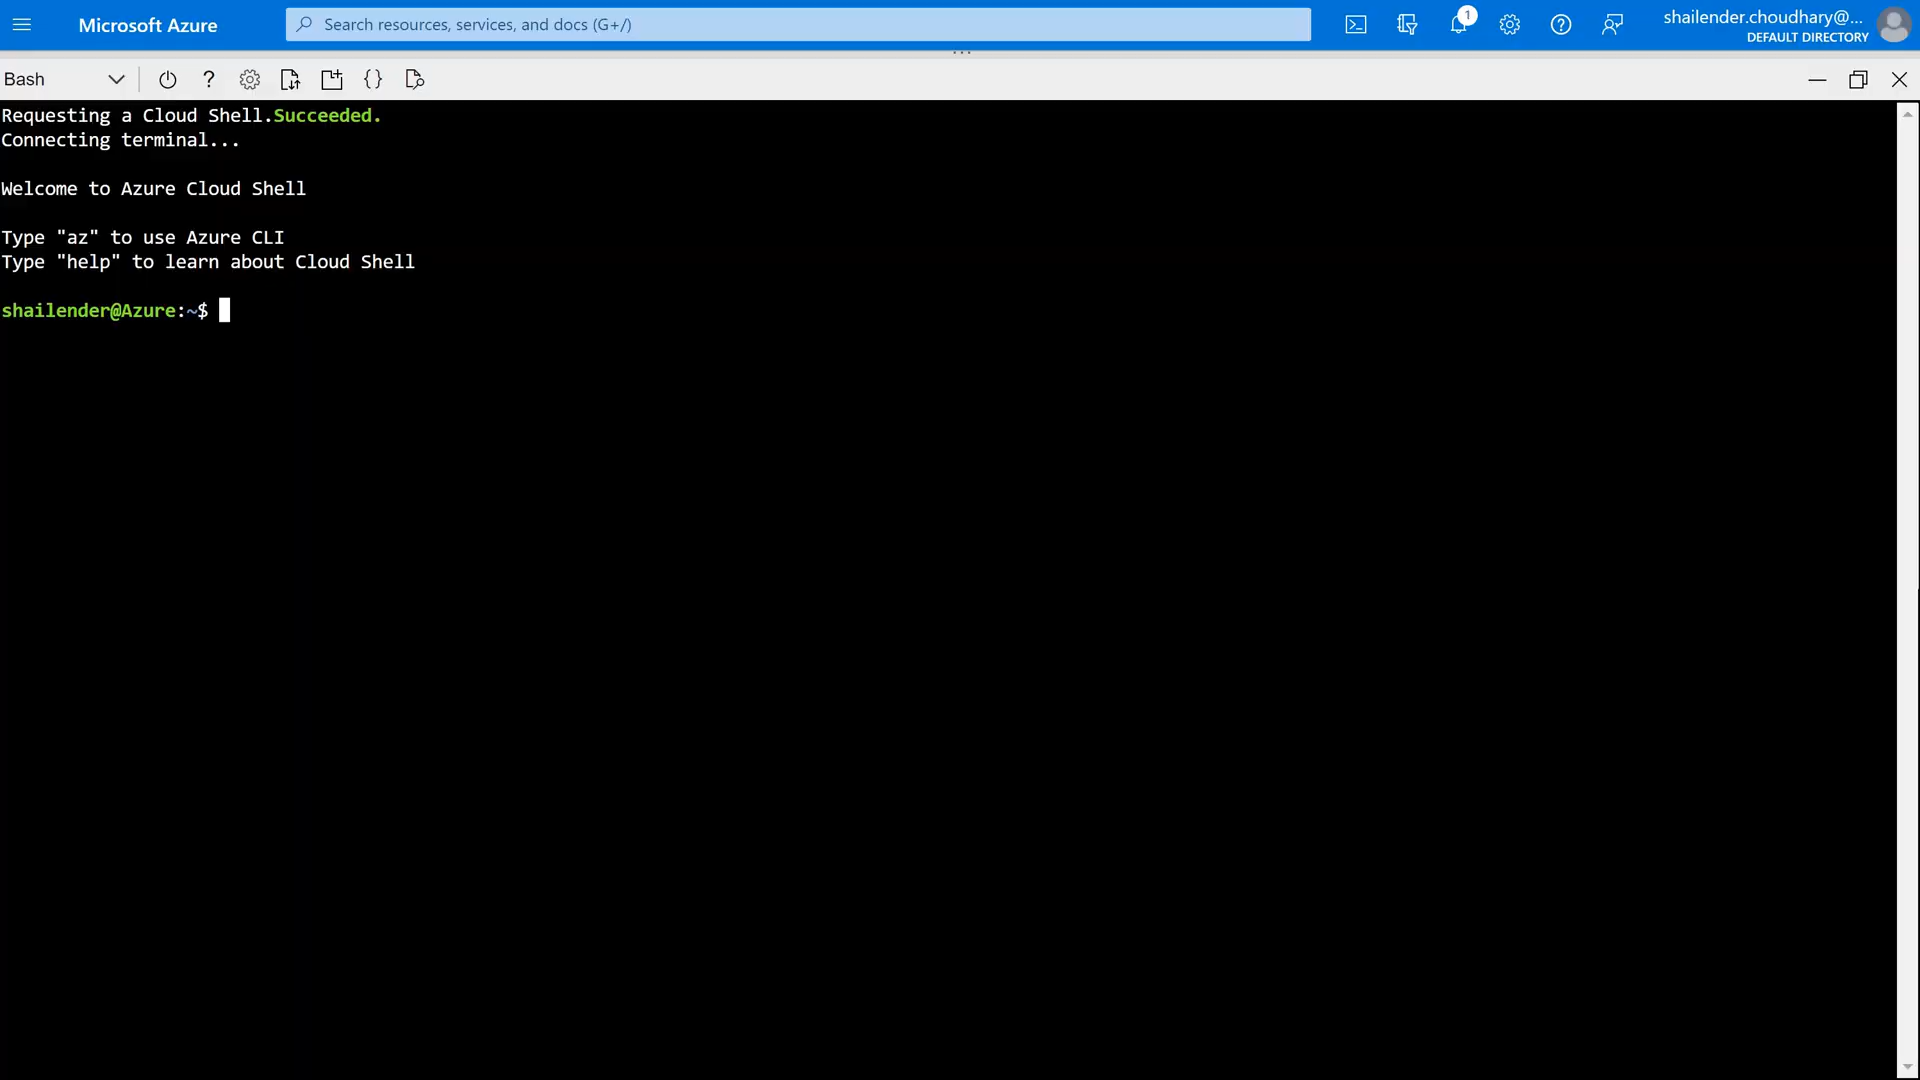 Microsoft Azure
Search resources, services, and docs (G+/)
1
shailender.choudhary@...
DEFAULT DIRECTORY
Bash
Requesting a Cloud Shell.Succeeded.
Connecting terminal...
Welcome to Azure Cloud Shell
Type "az" to use Azure CLI
Type "help" to learn about Cloud Shell
shailender@Azure:~$